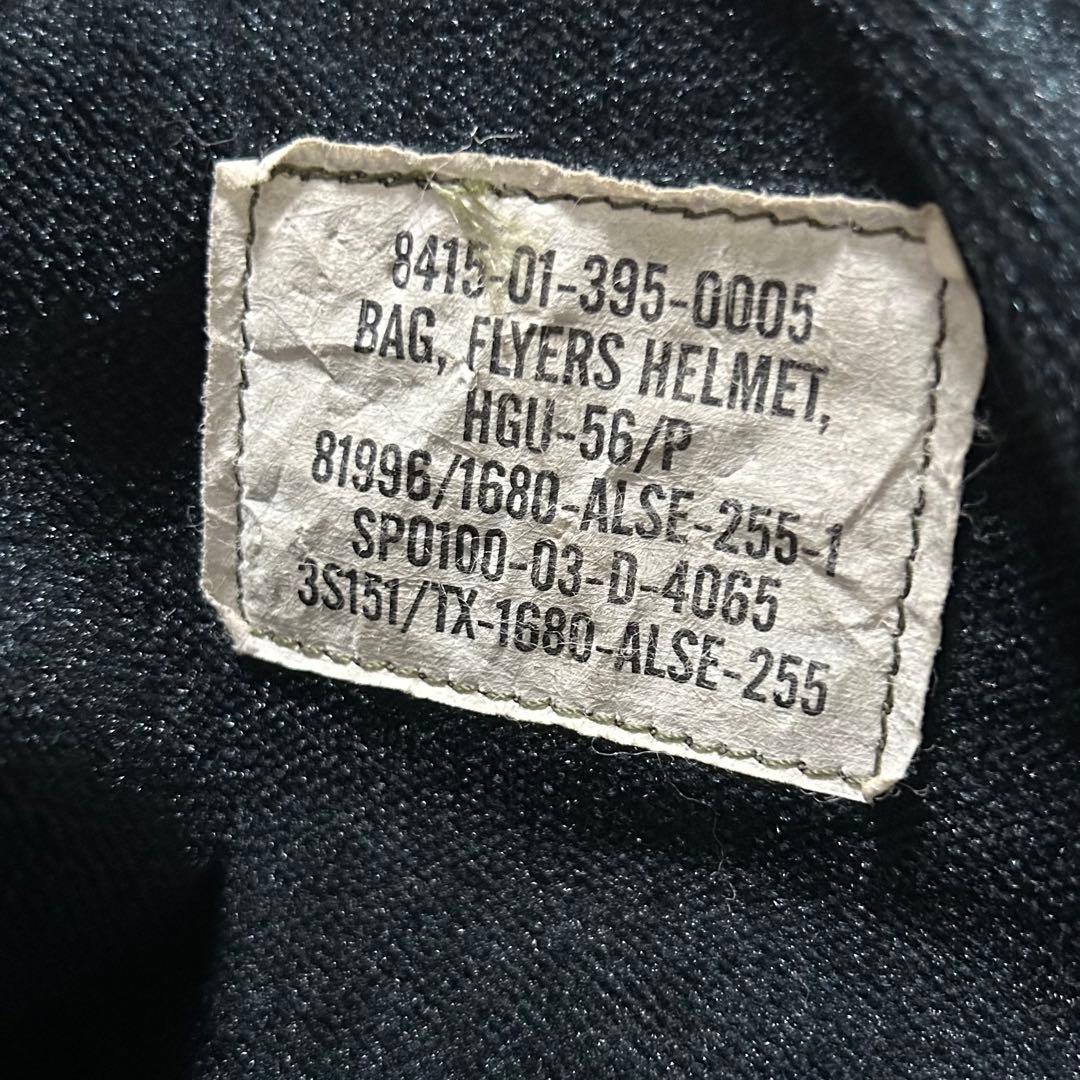 8415-01-395-0005
BAG, FLYERS HELMET,
HGU-56/P
81996/1680-ALSE-255-1
SP0100-03-D-4065
3S151/TX-1680-ALSE-255